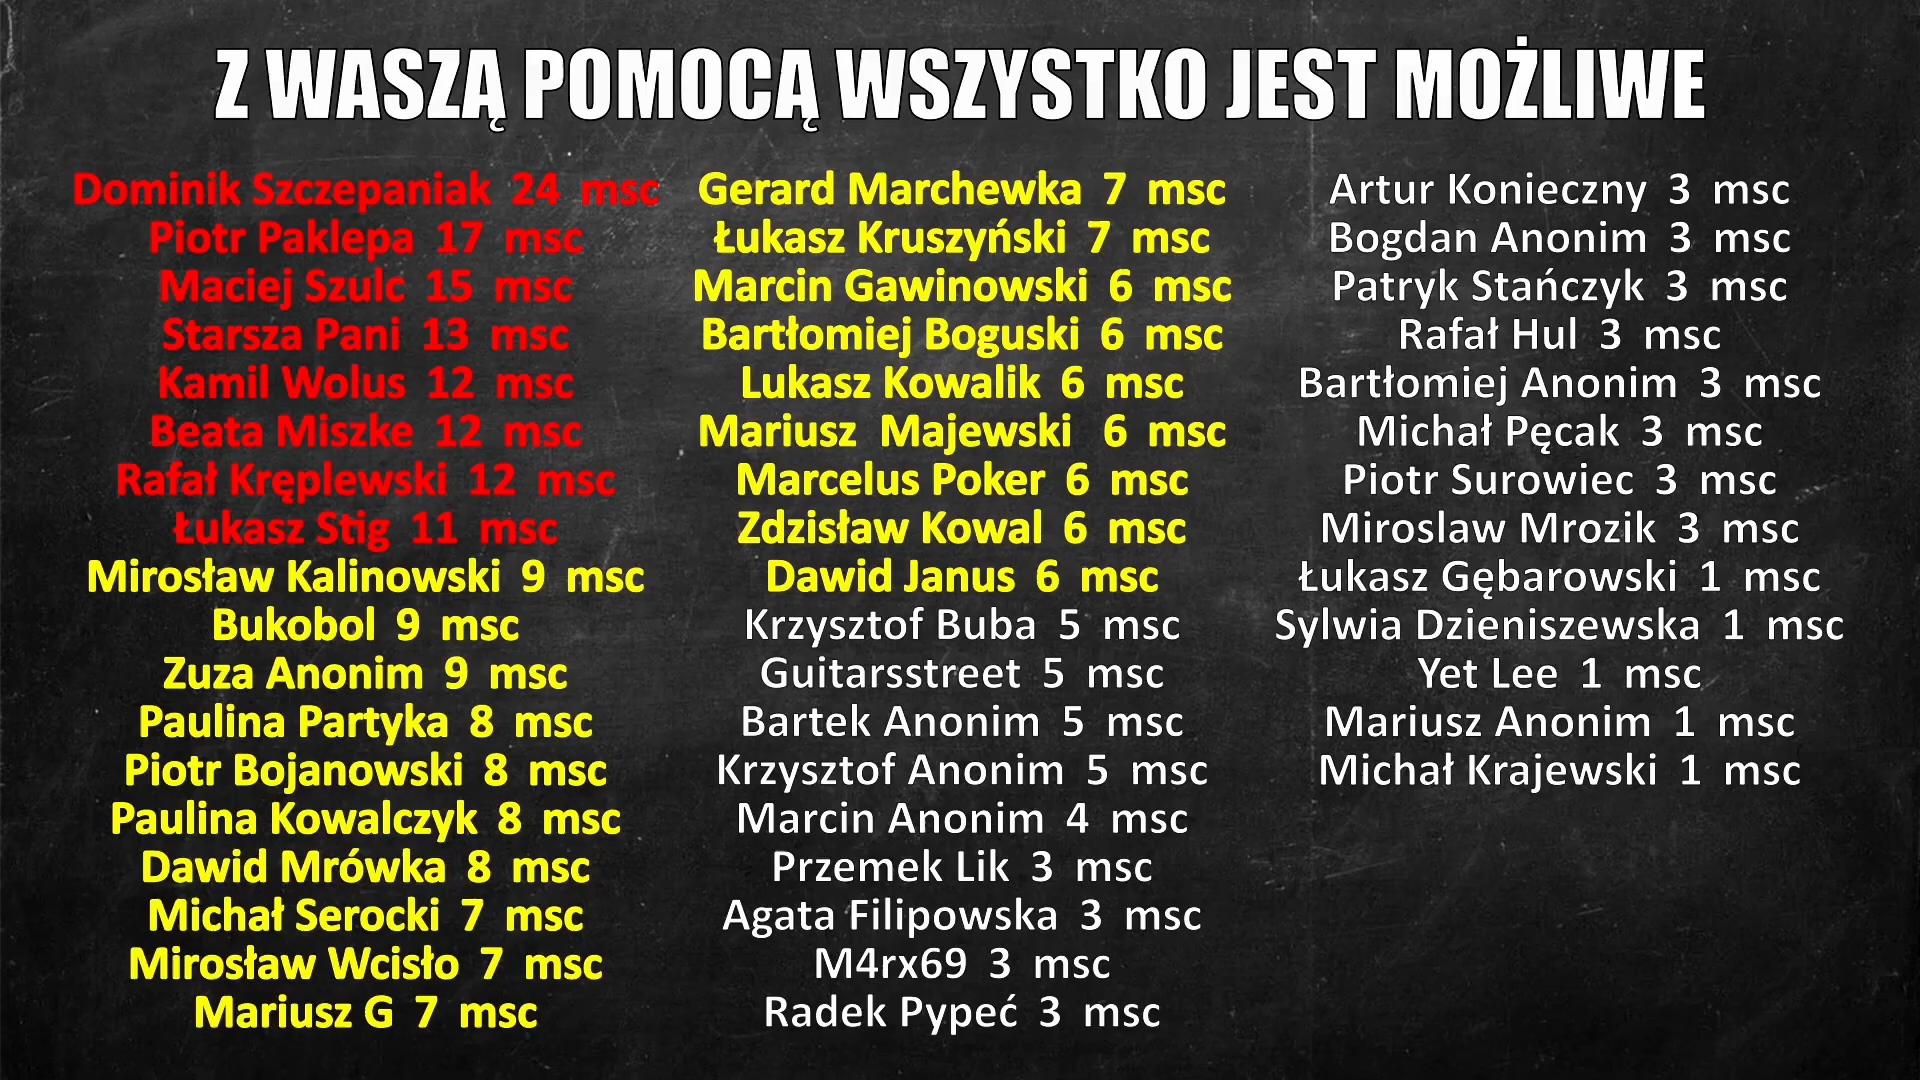 Z WASZĄ POMOCĄ WSZYSTKO JEST MOŻLIWE
Dominik Szczepaniak 24 msc
Piotr Paklepa 17 msc
Maciej Szulc 15 msc
Starsza Pani 13 msc
Kamil Wolus 12 msc
Beata Miszke 12 msc
Rafał Kręplewski 12 msc
Łukasz Stig 11 msc
Mirosław Kalinowski 9 msc
Bukobol 9 msc
Zuza Anonim 9 msc
Paulina Partyka 8 msc
Piotr Bojanowski 8 msc
Paulina Kowalczyk 8 msc
Dawid Mrówka 8 msc
Michał Serocki 7 msc
Mirosław Wcisło 7 msc
Mariusz G 7 msc
Gerard Marchewka 7 msc
Łukasz Kruszyński 7 msc
Marcin Gawinowski 6 msc
Bartłomiej Boguski 6 msc
Lukasz Kowalik 6 msc
Mariusz Majewski 6 msc
Marcelus Poker 6 msc
Zdzisław Kowal 6 msc
Dawid Janus 6 msc
Krzysztof Buba 5 msc
Guitarsstreet 5 msc
Bartek Anonim 5 msc
Krzysztof Anonim 5 msc
Marcin Anonim 4 msc
Przemek Lik 3 msc
Agata Filipowska 3 msc
M4rx69 3 msc
Radek Pypeć 3 msc
Artur Konieczny 3 msc
Bogdan Anonim 3 msc
Patryk Stańczyk 3 msc
Rafał Hul 3 msc
Bartłomiej Anonim 3 msc
Michał Pęcak 3 msc
Piotr Surowiec 3 msc
Miroslaw Mrozik 3 msc
Łukasz Gębarowski 1 msc
Sylwia Dzieniszewska 1 msc
Yet Lee 1 msc
Mariusz Anonim 1 msc
Michał Krajewski 1 msc